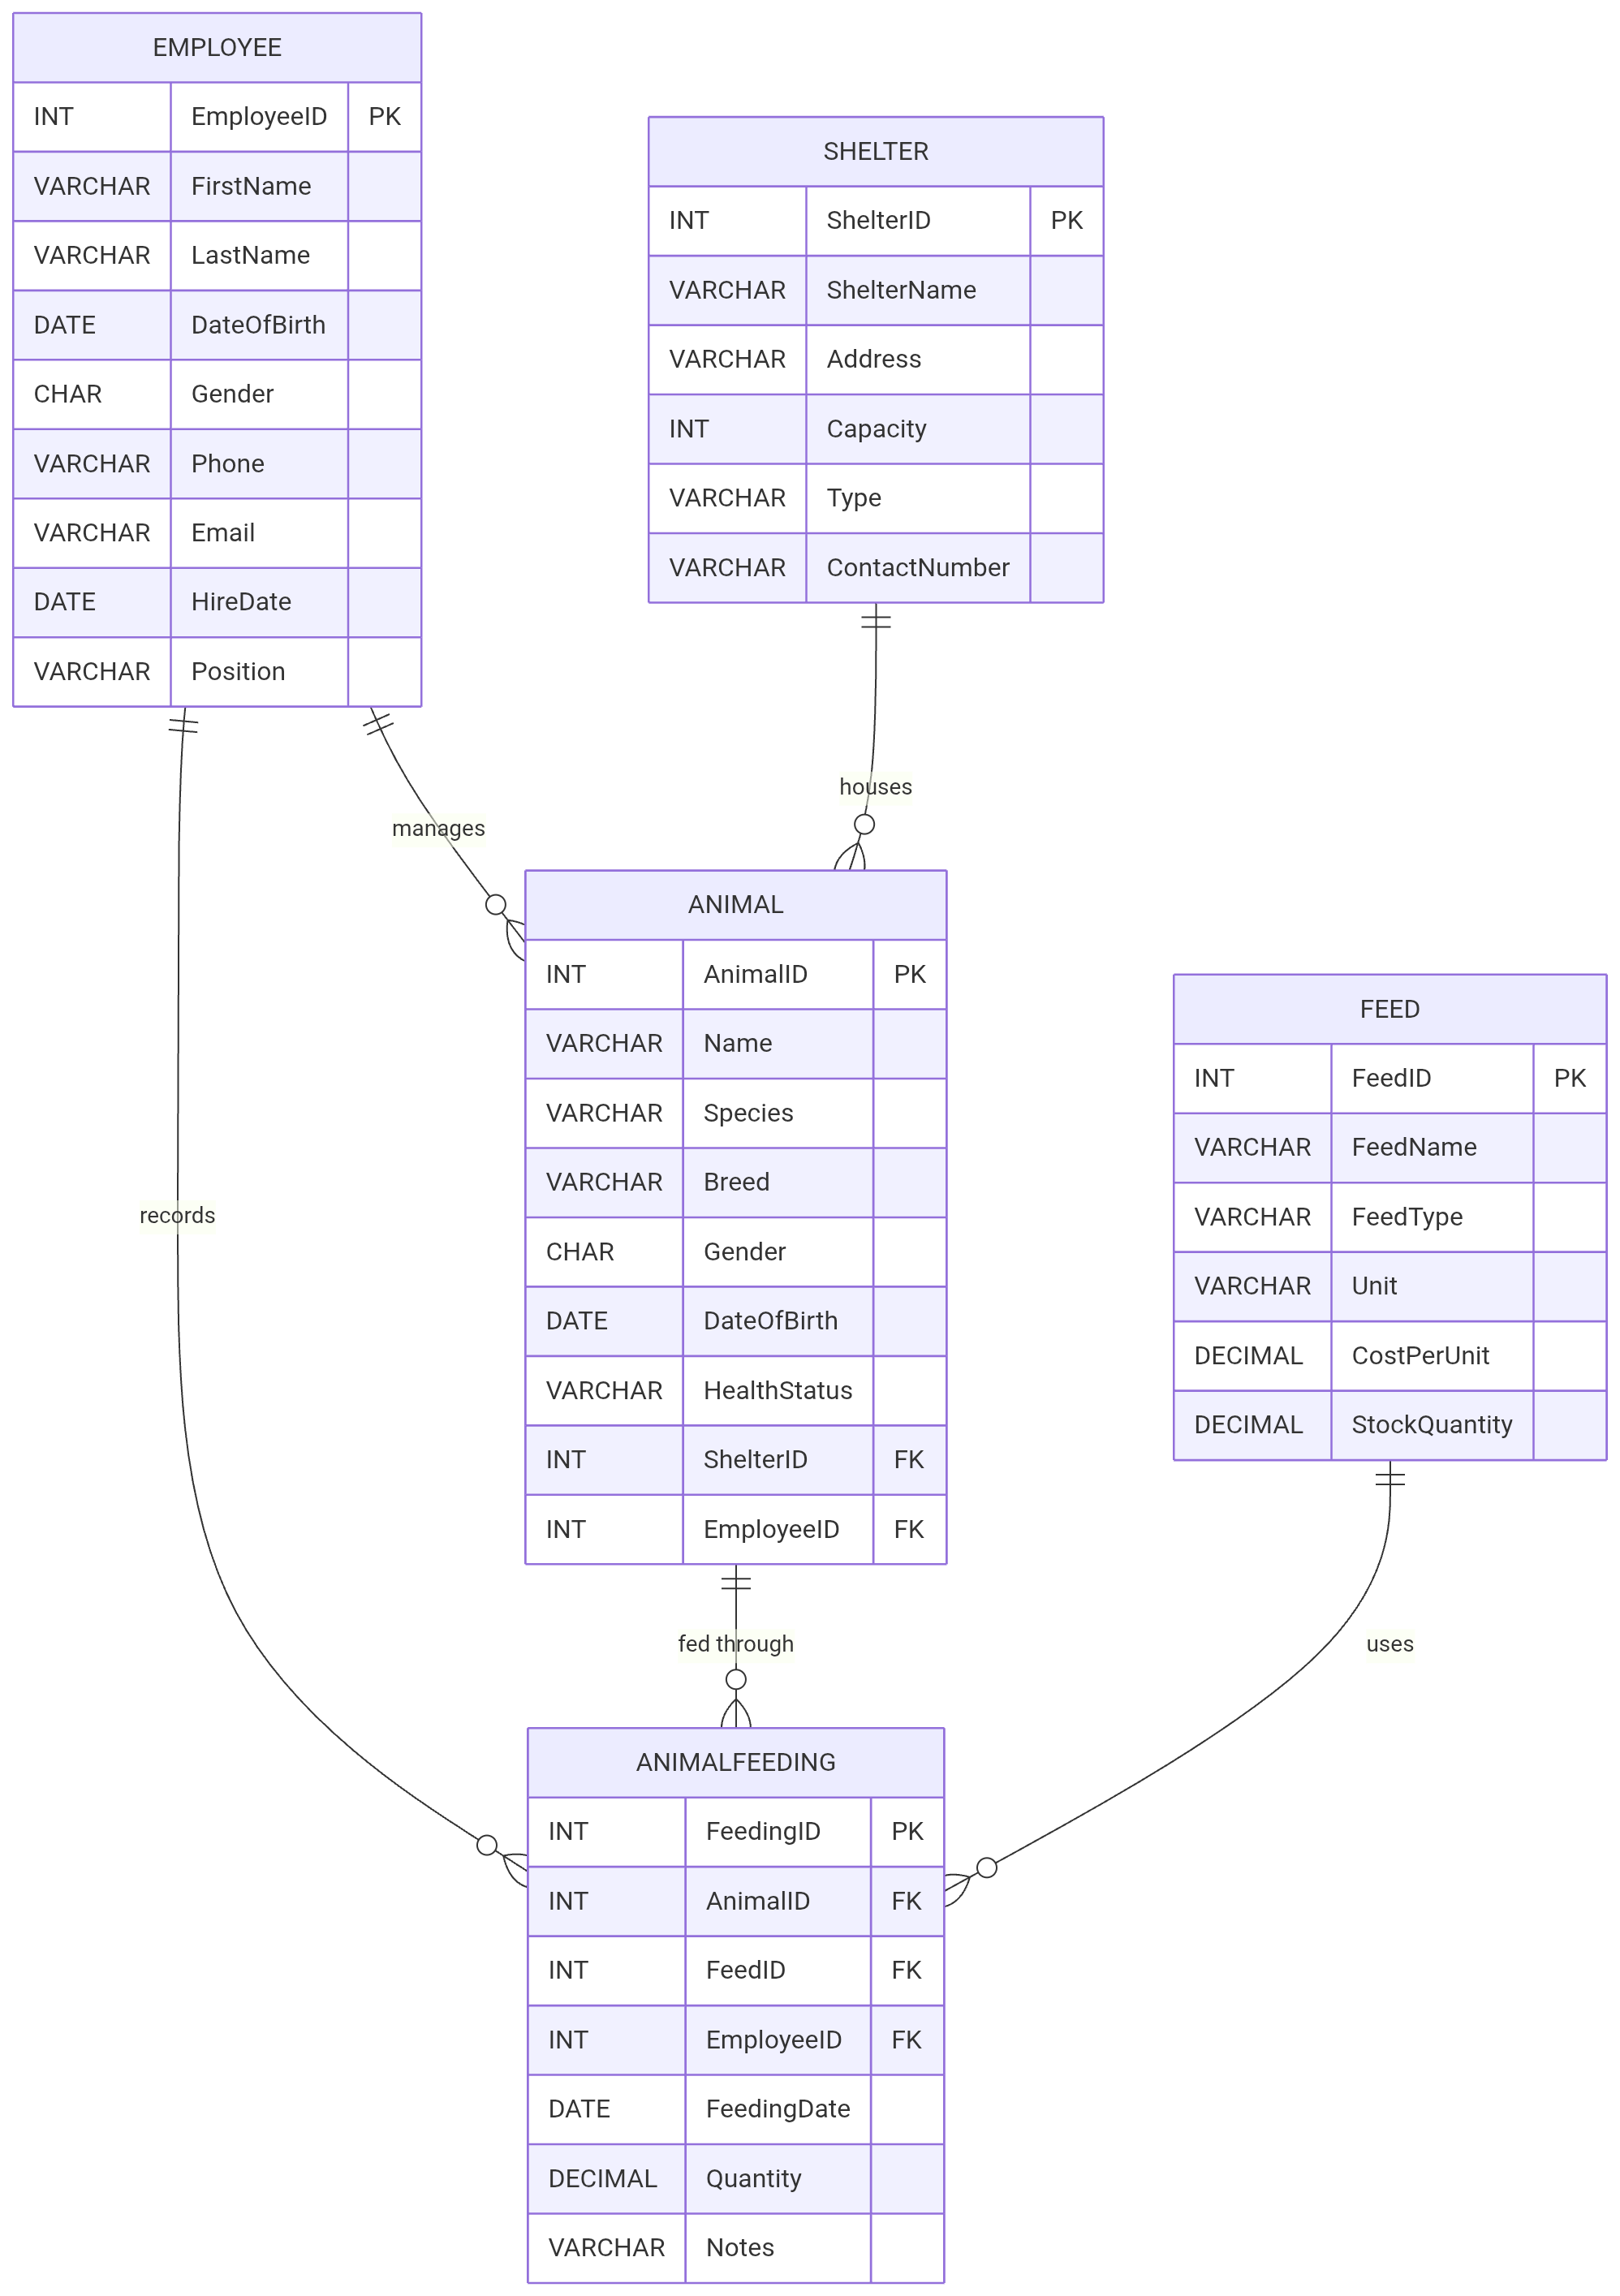 EMPLOYEE
INT EmployeeID PK
VARCHAR FirstName
VARCHAR LastName
DATE DateOfBirth
CHAR Gender
VARCHAR Phone
VARCHAR Email
DATE HireDate
VARCHAR Position
SHELTER
INT ShelterID PK
VARCHAR ShelterName
VARCHAR Address
INT Capacity
VARCHAR Type
VARCHAR ContactNumber
houses
manages
ANIMAL
INT AnimalID PK
VARCHAR Name
VARCHAR Species
VARCHAR Breed
CHAR Gender
DATE DateOfBirth
VARCHAR HealthStatus
INT ShelterID FK
INT EmployeeID FK
FEED
INT FeedID PK
VARCHAR FeedName
VARCHAR FeedType
VARCHAR Unit
DECIMAL CostPerUnit
DECIMAL StockQuantity
records
fed through
uses
ANIMALFEEDING
INT FeedingID PK
INT AnimalID FK
INT FeedID FK
INT EmployeeID FK
DATE FeedingDate
DECIMAL Quantity
VARCHAR Notes